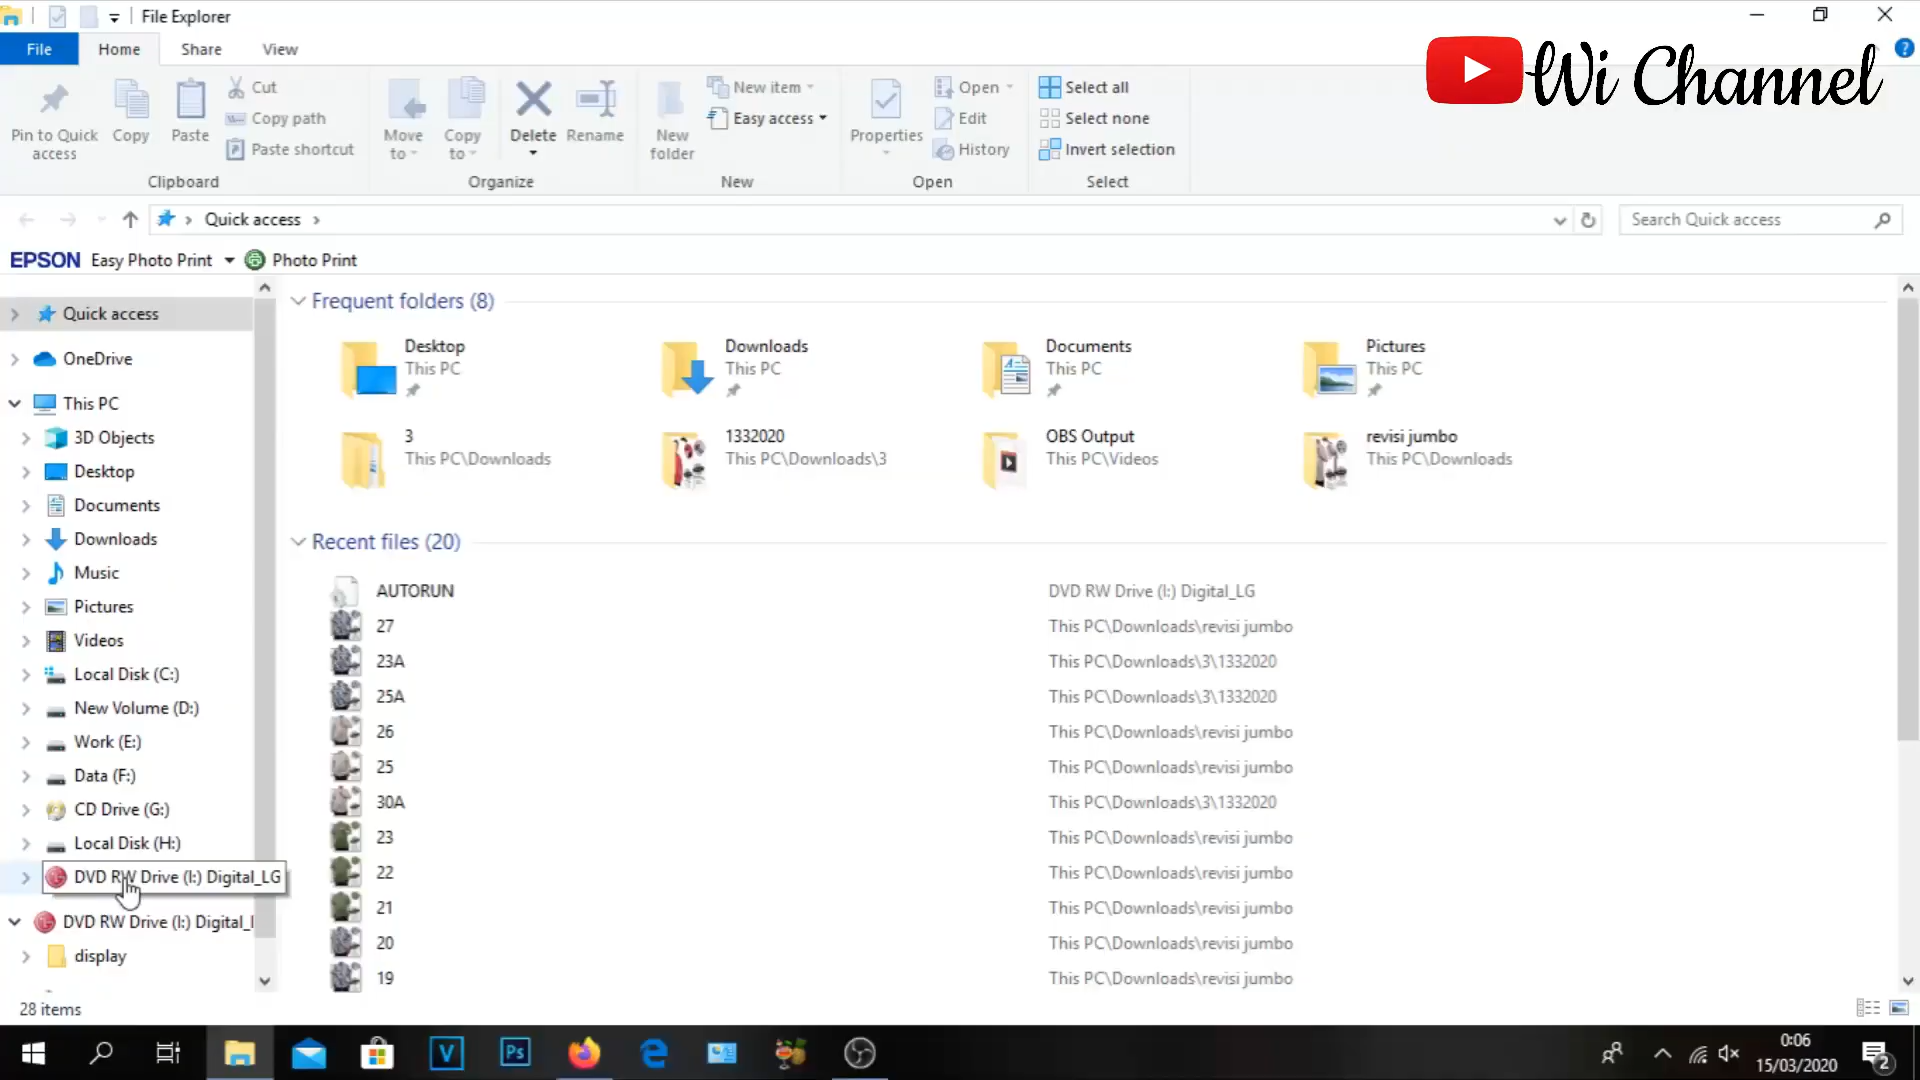 File Explorer
File Home Share View
Wi Channel
Pin to Quick access
Copy
Paste
Cut
Copy path
Paste shortcut
Clipboard
Move to
Copy to
Delete
Rename
Organize
New folder
New item
Easy access
New
Properties
Open
Edit
History
Open
Select all
Select none
Invert selection
Select
Quick access
Search Quick access
EPSON Easy Photo Print Photo Print
Quick access
OneDrive
This PC
3D Objects
Desktop
Documents
Downloads
Music
Pictures
Videos
Local Disk (C:)
New Volume (D:)
Work (E:)
Data (F:)
CD Drive (G:)
Local Disk (H:)
DVD RW Drive (I:) Digital_LG
DVD RW Drive (I:) Digital_l
display
Frequent folders (8)
Desktop
This PC
Downloads
This PC
Documents
This PC
Pictures
This PC
3
This PC\Downloads
1332020
This PC\Downloads\3
OBS Output
This PC\Videos
revisi jumbo
This PC\Downloads
Recent files (20)
AUTORUN DVD RW Drive (I:) Digital_LG
27 This PC\Downloads\revisi jumbo
23A This PC\Downloads\3\1332020
25A This PC\Downloads\3\1332020
26 This PC\Downloads\revisi jumbo
25 This PC\Downloads\revisi jumbo
30A This PC\Downloads\3\1332020
23 This PC\Downloads\revisi jumbo
22 This PC\Downloads\revisi jumbo
21 This PC\Downloads\revisi jumbo
20 This PC\Downloads\revisi jumbo
19 This PC\Downloads\revisi jumbo
28 items
V
Ps
0:06
15/03/2020
2